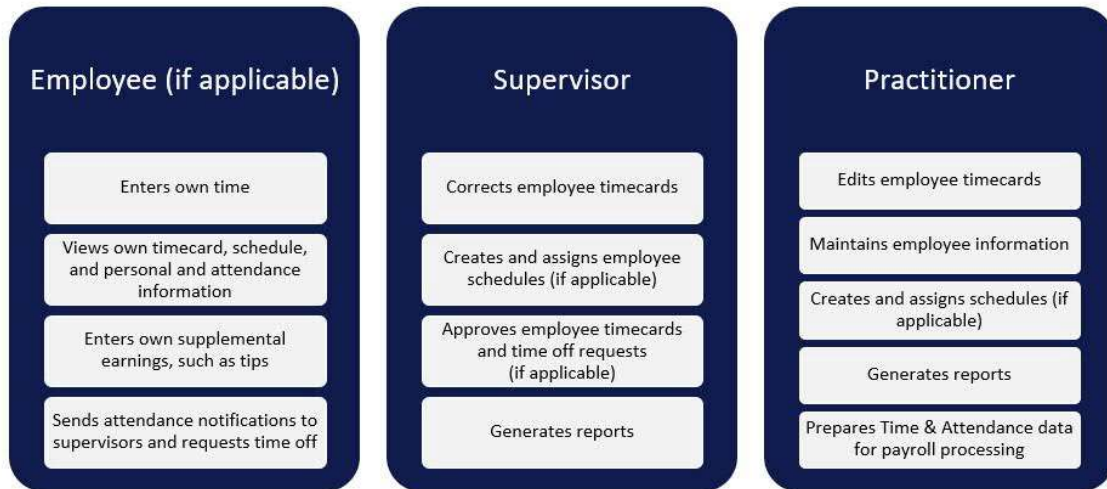 Employee (if applicable)
Enters own time
Views own timecard, schedule,
and personal and attendance
information
Enters own supplemental
earnings, such as tips
Sends attendance notifications to
supervisors and requests time off
Supervisor
Corrects employee timecards
Creates and assigns employee
schedules (if applicable)
Approves employee timecards
and time off requests
(if applicable)
Generates reports
Practitioner
Edits employee timecards
Maintains employee information
Creates and assigns schedules (if
applicable)
Generates reports
Prepares Time & Attendance data
for payroll processing